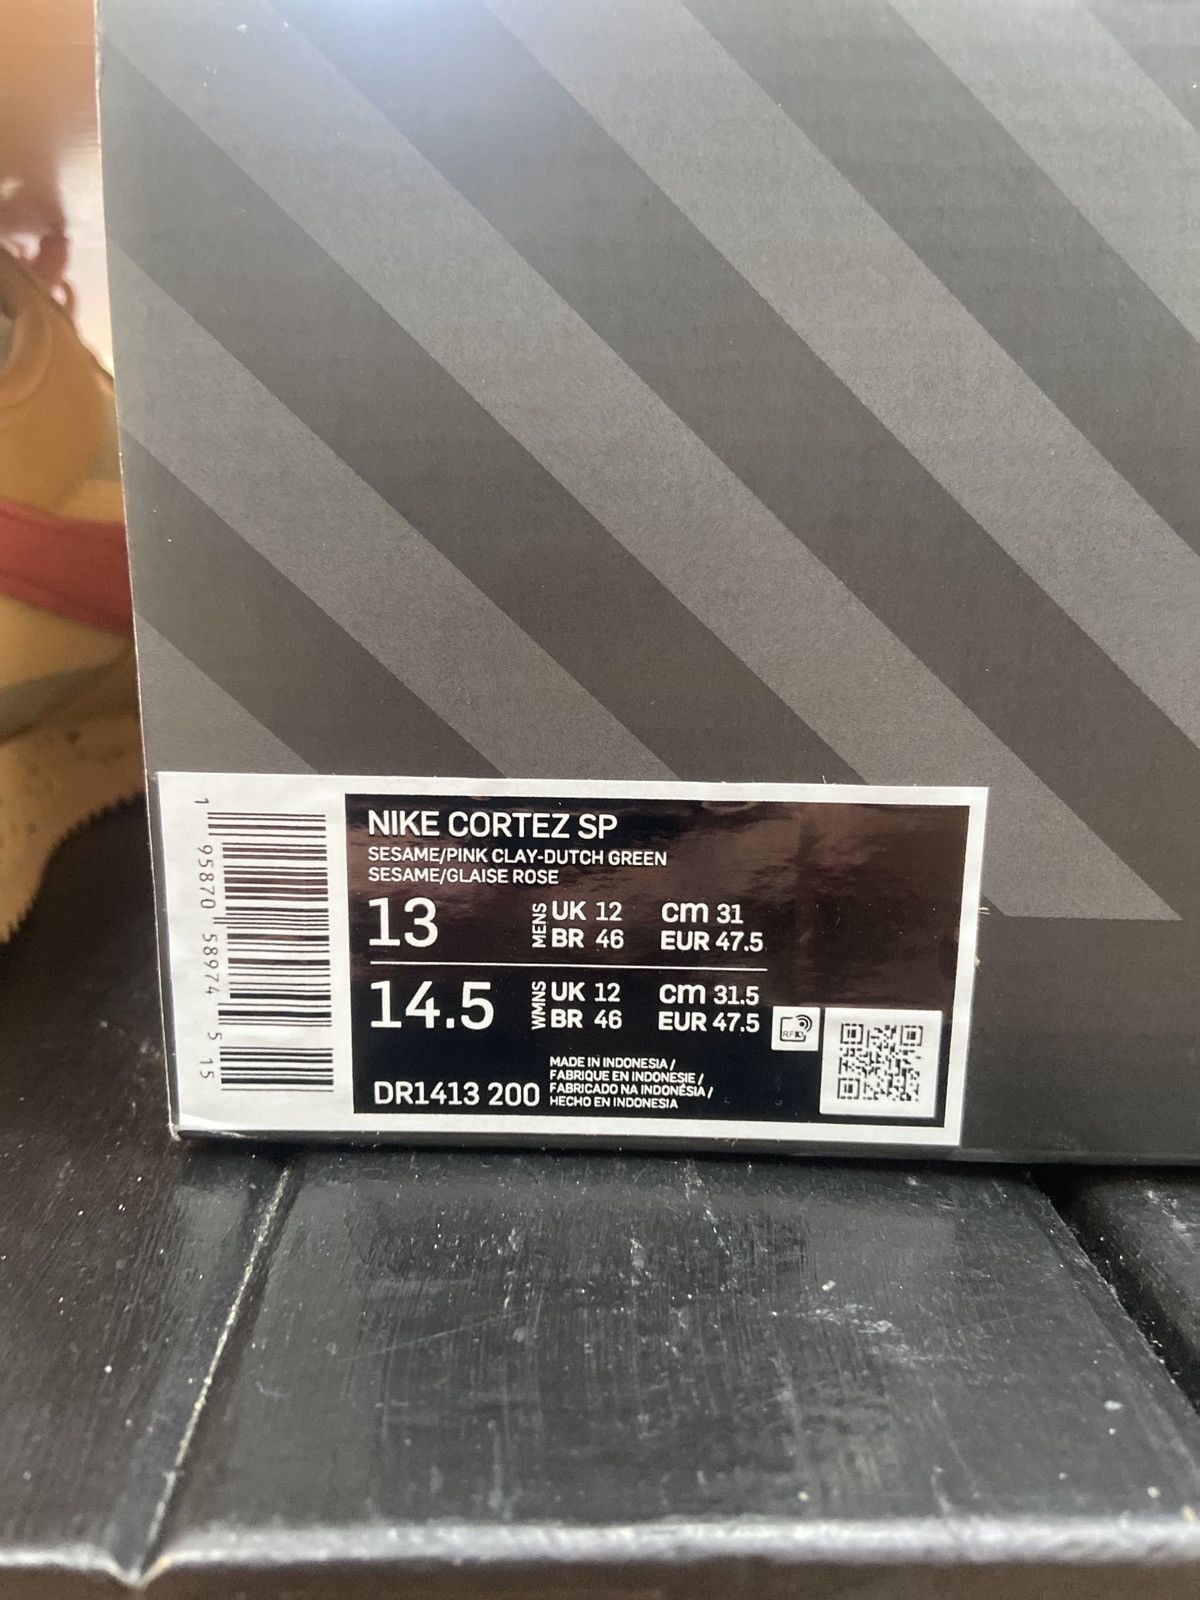 NIKE CORTEZ SP
SESAME/PINK CLAY-DUTCH GREEN
SESAME/GLAISE ROSE
13 MENS UK 12 cm 31
BR 46 EUR 47.5
14.5 WMNS UK 12 cm 31.5
BR 46 EUR 47.5
RFID
DR1413 200
MADE IN INDONESIA /
FABRIQUE EN INDONESIE /
FABRICADO NA INDONÉSIA /
HECHO EN INDONESIA
1 95870 58974 5 15